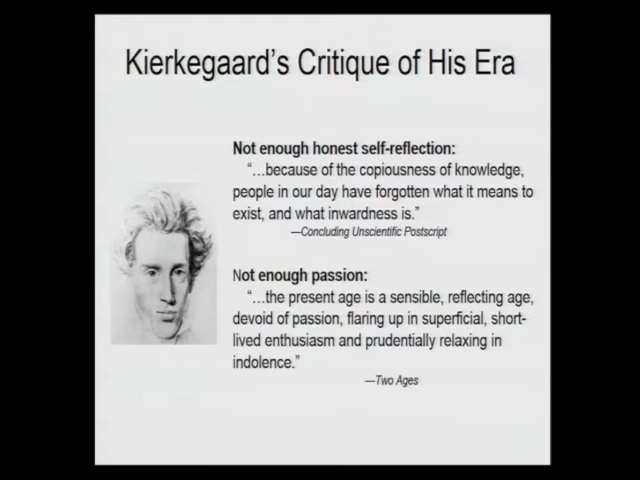 Kierkegaard's Critique of His Era
Not enough honest self-reflection:
"...because of the copiousness of knowledge,
people in our day have forgotten what it means to
exist, and what inwardness is."
—Concluding Unscientific Postscript
Not enough passion:
"...the present age is a sensible, reflecting age,
devoid of passion, flaring up in superficial, short-
lived enthusiasm and prudentially relaxing in
indolence."
—Two Ages